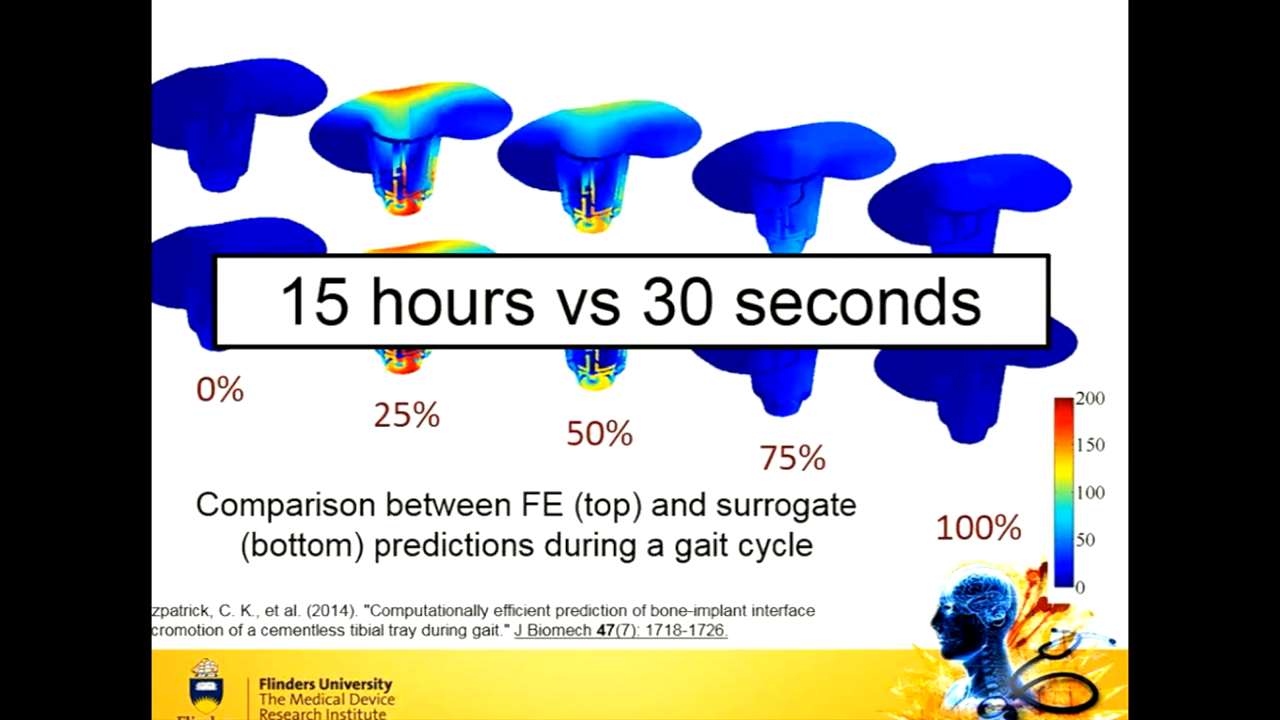 15 hours vs 30 seconds
0%
25%
50%
75%
100%
200
150
100
50
0
Comparison between FE (top) and surrogate
(bottom) predictions during a gait cycle
zpatrick, C. K., et al. (2014). "Computationally efficient prediction of bone-implant interface
cromotion of a cementless tibial tray during gait." J Biomech 47(7): 1718-1726.
Flinders University
The Medical Device
Research Institute